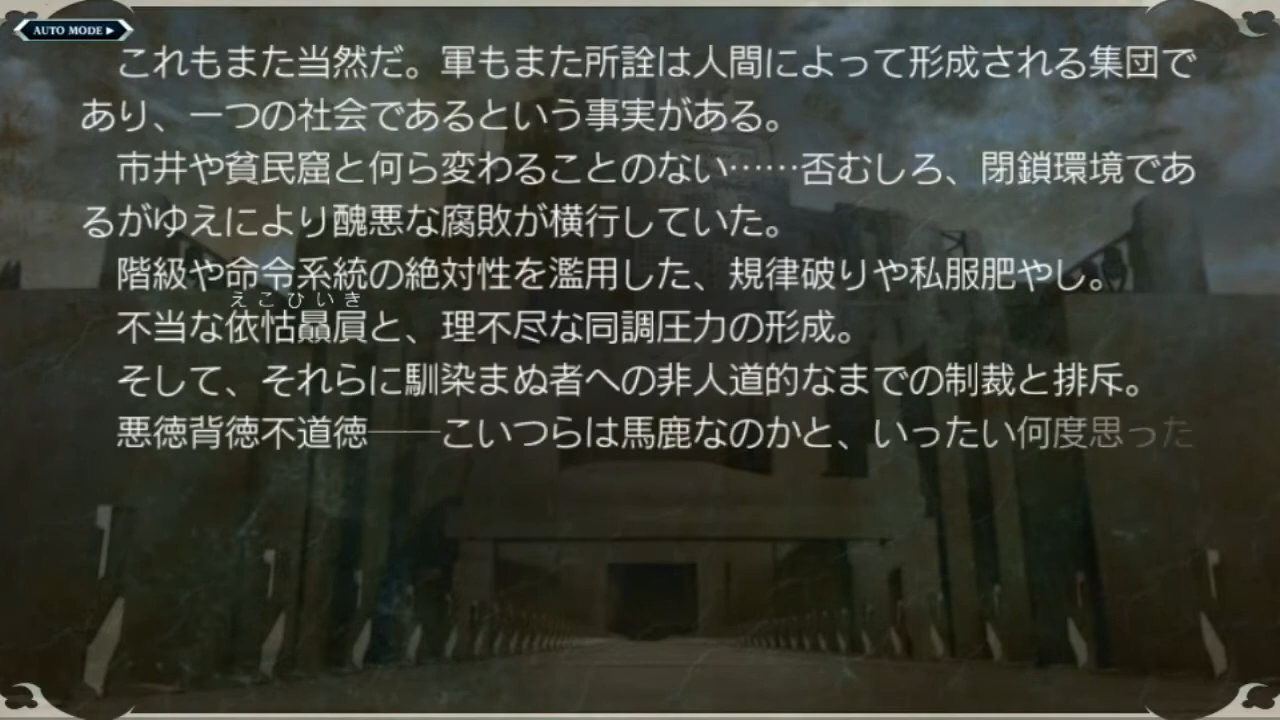 AUTO MODE
これもまた当然だ。軍もまた所詮は人間によって形成される集団で
あり、一つの社会であるという事実がある。
市井や貧民窟と何ら変わることのない……否むしろ、閉鎖環境であ
るがゆえにより醜悪な腐敗が横行していた。
階級や命令系統の絶対性を濫用した、規律破りや私服肥やし。
えこひいき
不当な依怙贔屓と、理不尽な同調圧力の形成。
そして、それらに馴染まぬ者への非人道的なまでの制裁と排斥。
悪徳背徳不道徳――こいつらは馬鹿なのかと、いったい何度思った